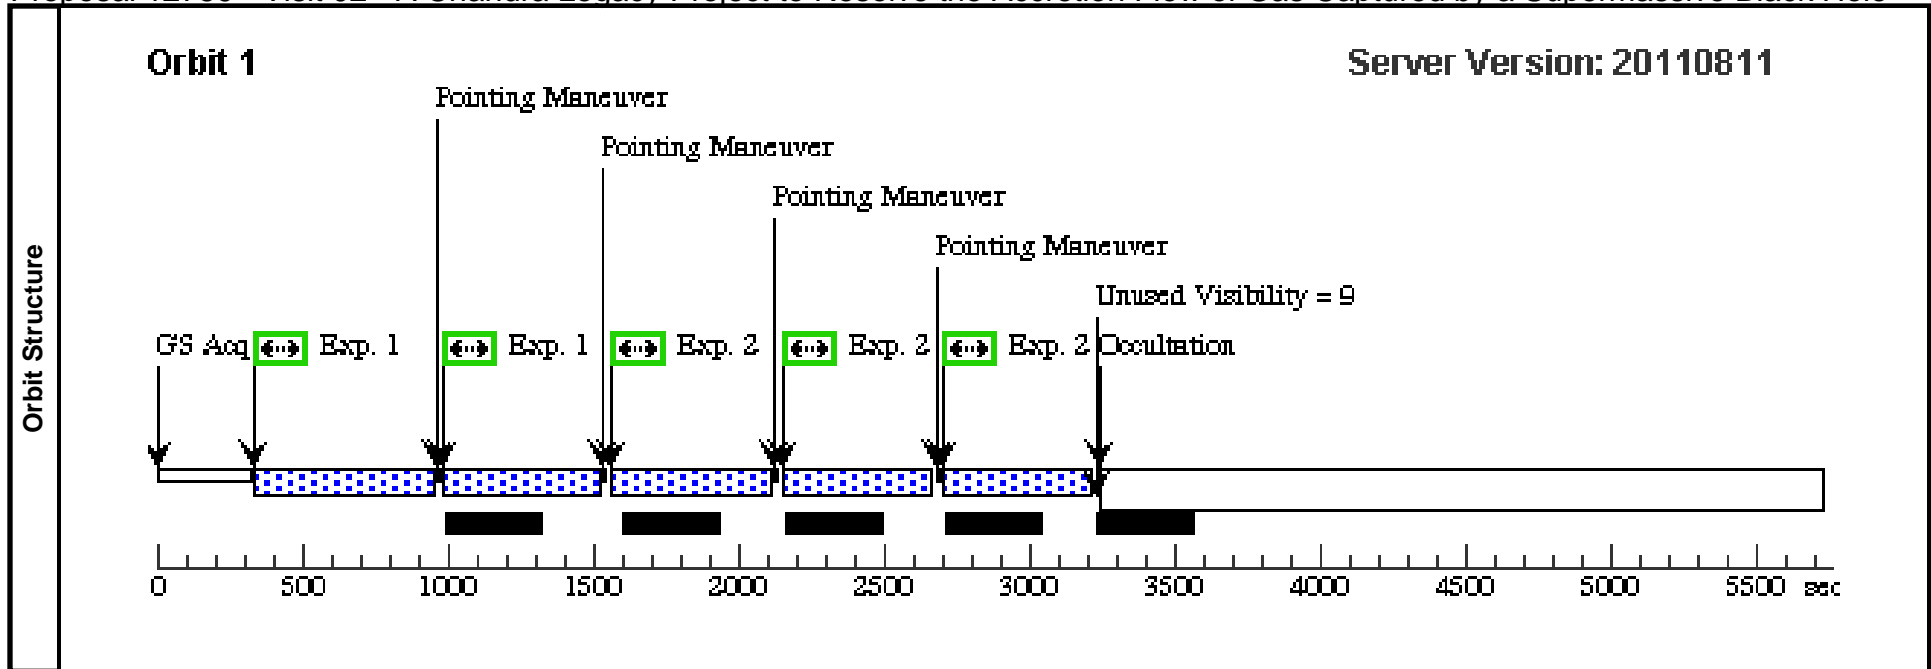 Orbit Structure
Orbit 1
Server Version: 20110811
Pointing Maneuver
Pointing Maneuver
Pointing Maneuver
Pointing Maneuver
Unused Visibility = 9
GS Acq Exp. 1 Exp. 1 Exp. 2 Exp. 2 Exp. 2 Occultation
0 500 1000 1500 2000 2500 3000 3500 4000 4500 5000 5500 sec